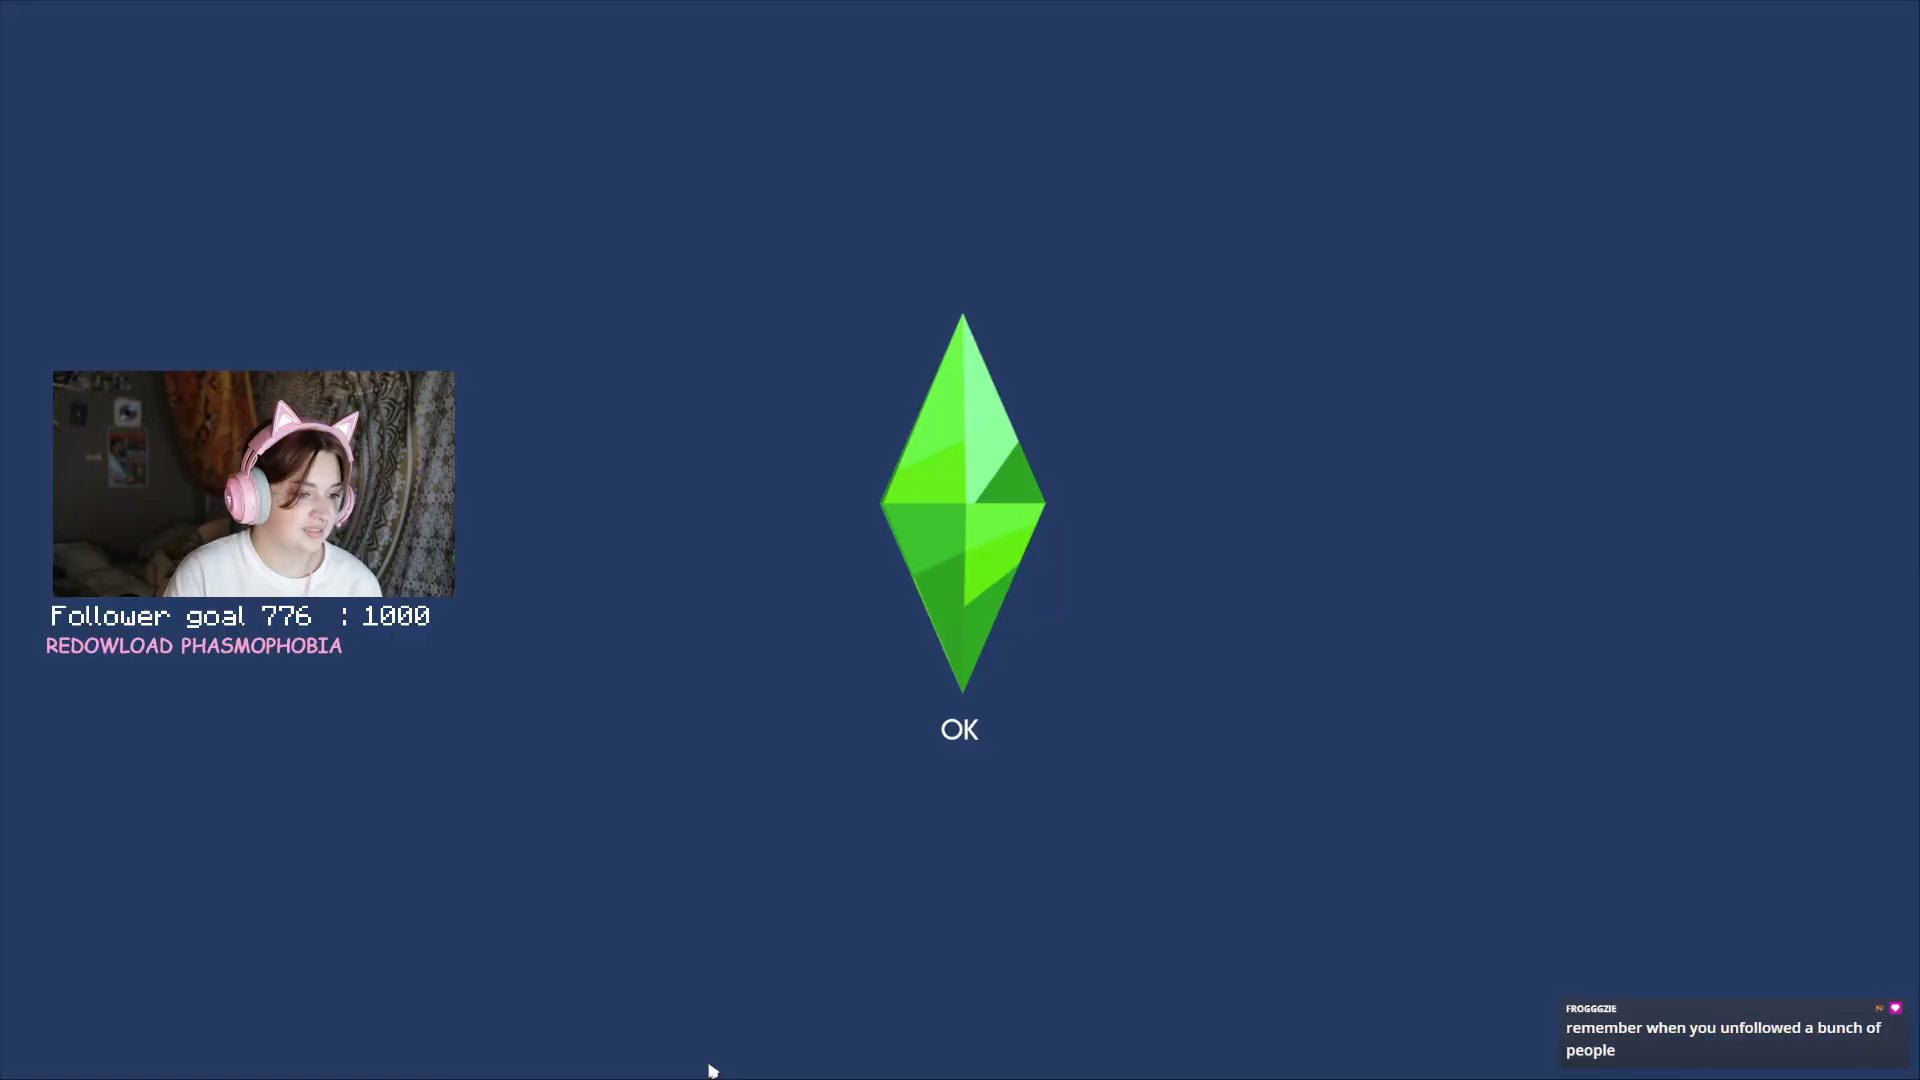 Follower goal 776 : 1000
REDOWLOAD PHASMOPHOBIA
OK
FROGGGZIE
remember when you unfollowed a bunch of
people